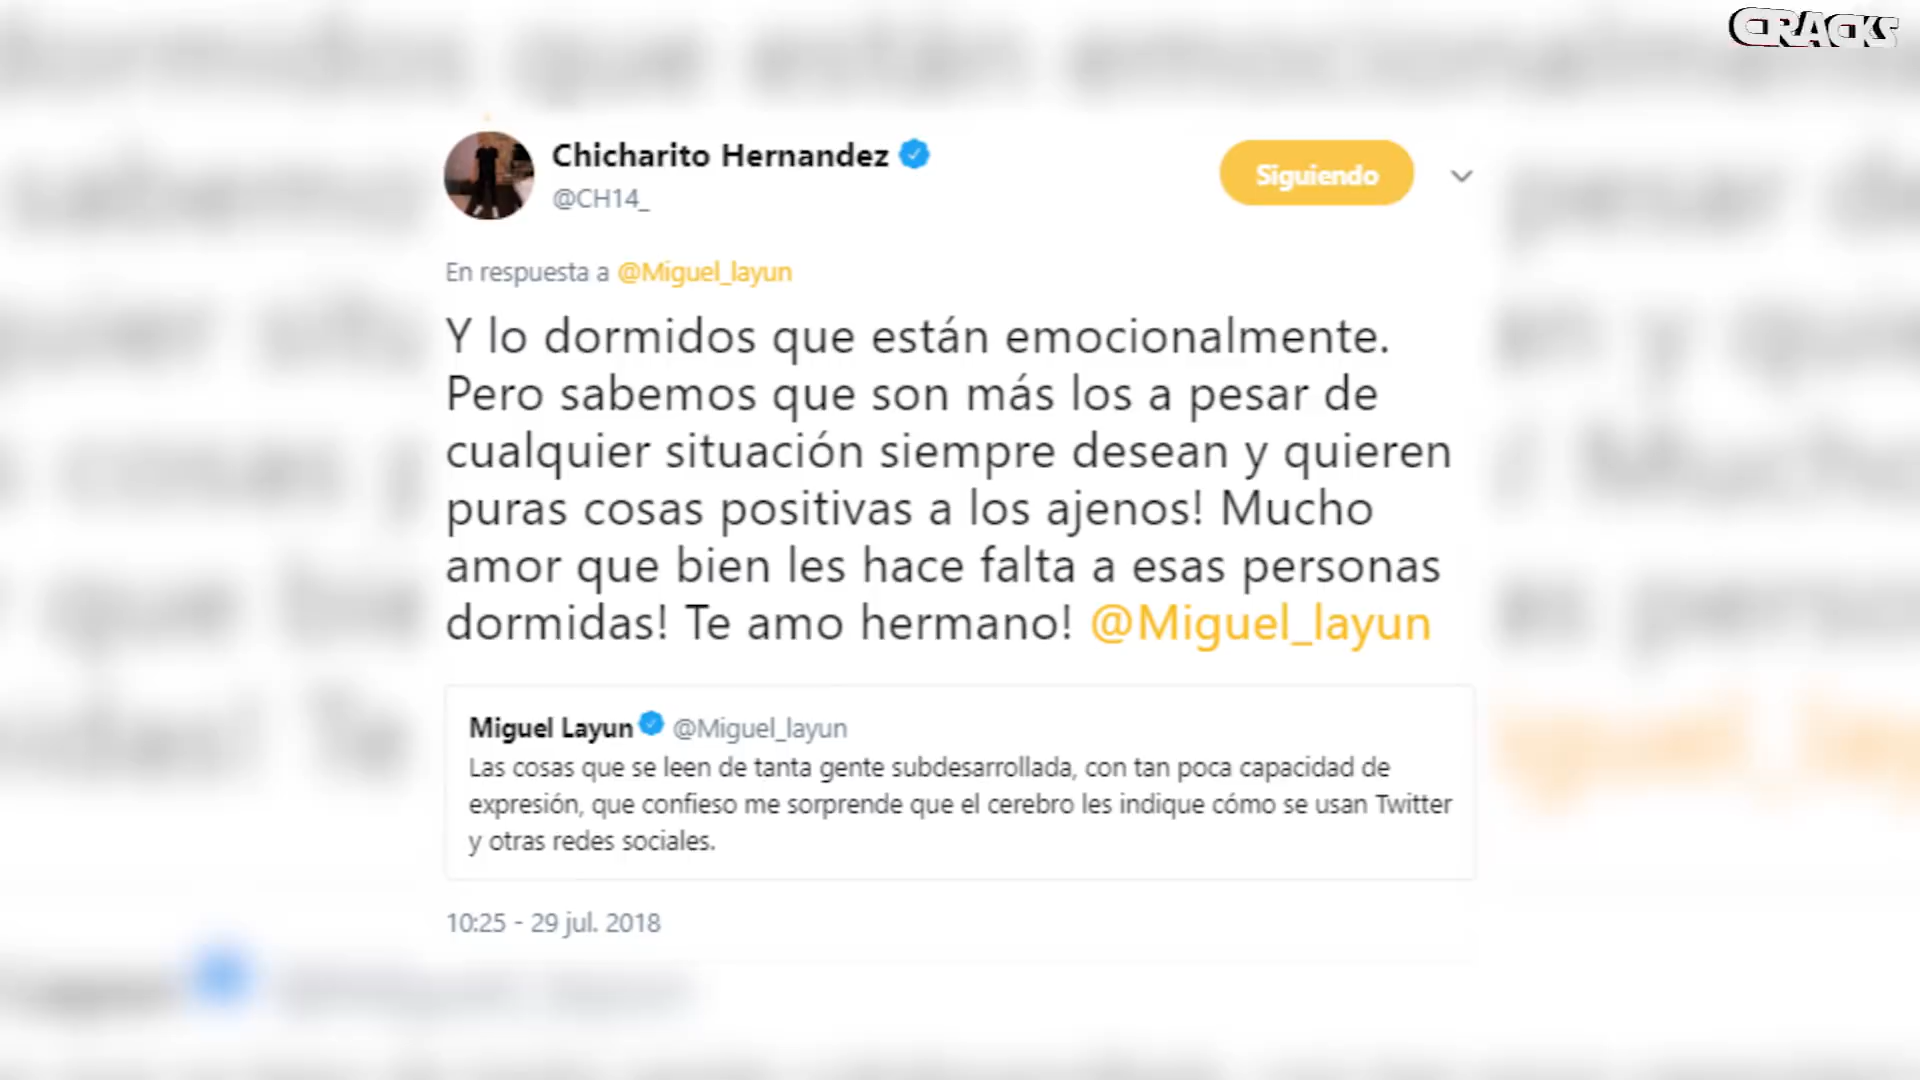 CRACKS
Chicharito Hernandez
@CH14_
Siguiendo
En respuesta a @Miguel_layun
Y lo dormidos que están emocionalmente.
Pero sabemos que son más los a pesar de
cualquier situación siempre desean y quieren
puras cosas positivas a los ajenos! Mucho
amor que bien les hace falta a esas personas
dormidas! Te amo hermano! @Miguel_layun
Miguel Layun @Miguel_layun
Las cosas que se leen de tanta gente subdesarrollada, con tan poca capacidad de
expresión, que confieso me sorprende que el cerebro les indique cómo se usan Twitter
y otras redes sociales.
10:25 - 29 jul. 2018